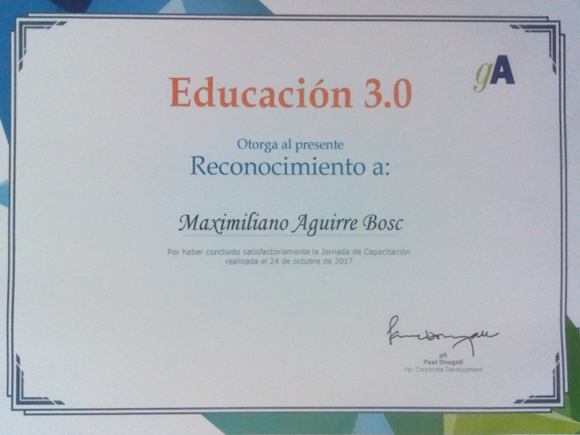 gA
Educación 3.0
Otorga al presente
Reconocimiento a:
Maximiliano Aguirre Bosc
Por haber concluido satisfactoriamente la Jornada de Capacitación
realizada el 24 de octubre de 2017
gA
Paul Dougall
Vp. Corporate Development